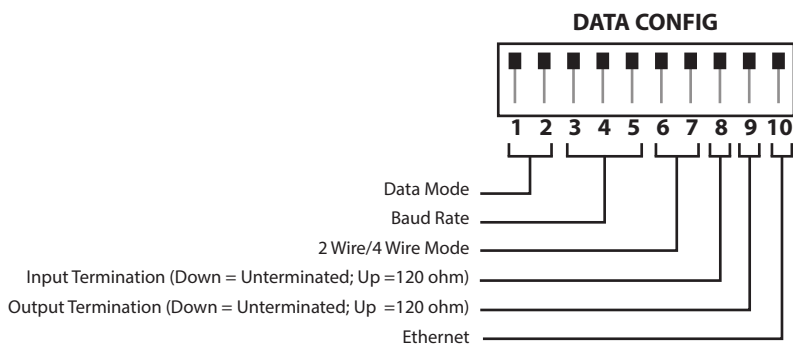 DATA CONFIG
1 2 3 4 5 6 7 8 9 10
Data Mode
Baud Rate
2 Wire/4 Wire Mode
Input Termination (Down = Unterminated; Up =120 ohm)
Output Termination (Down = Unterminated; Up =120 ohm)
Ethernet